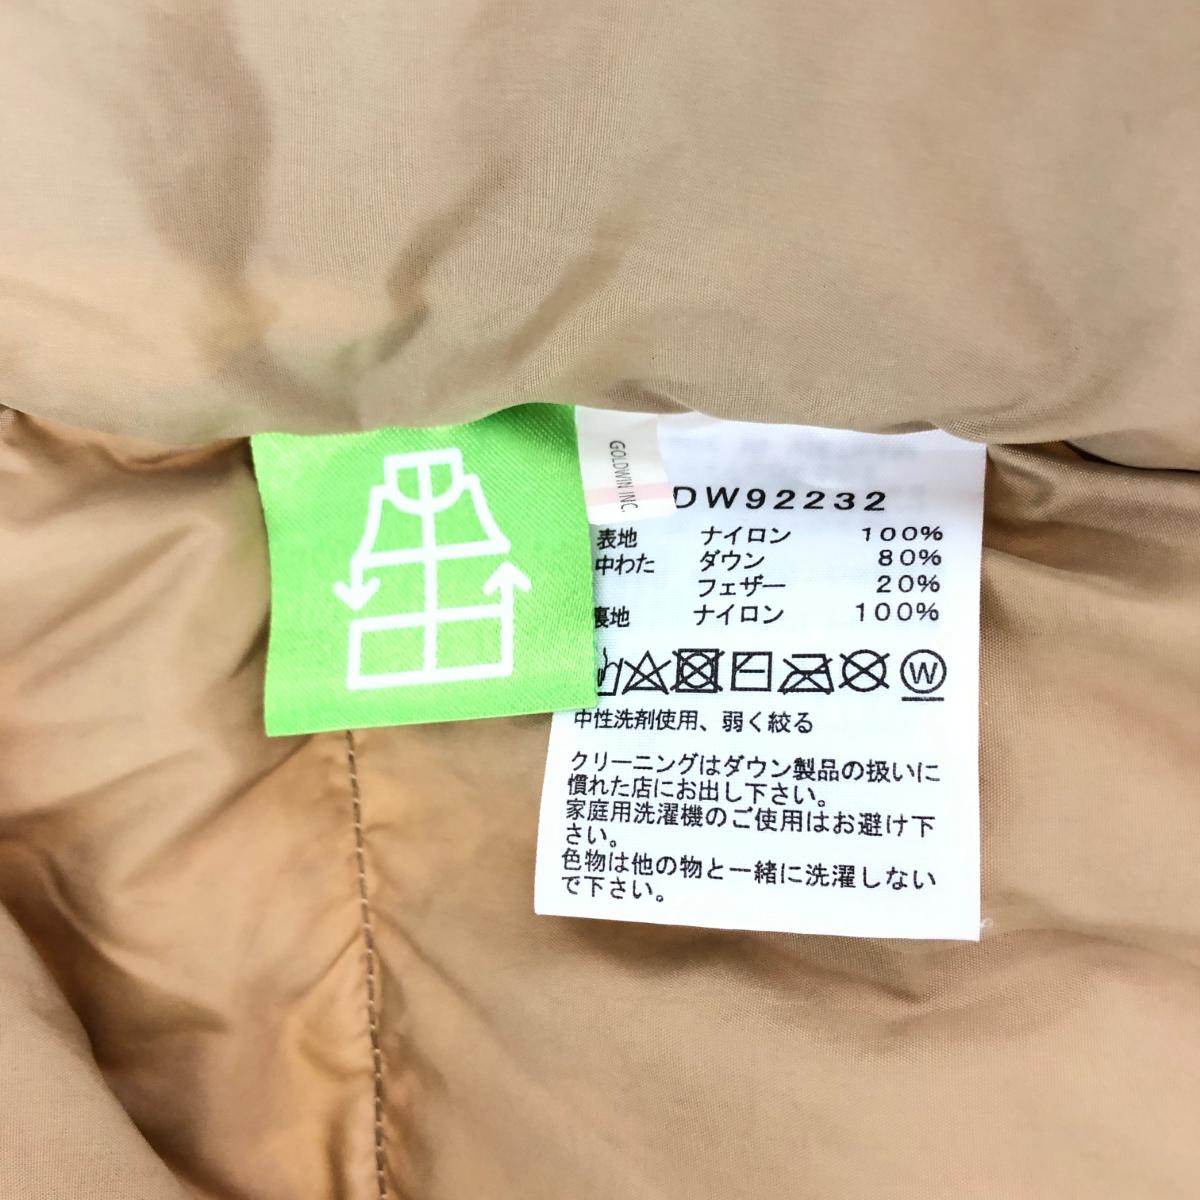 GOLDWIN INC.
DW92232
表地 ナイロン 100%
中わた ダウン 80%
フェザー 20%
裏地 ナイロン 100%
W
中性洗剤使用、弱く絞る
クリーニングはダウン製品の扱いに
慣れた店にお出し下さい。
家庭用洗濯機のご使用はお避け下
さい。
色物は他の物と一緒に洗濯しない
で下さい。